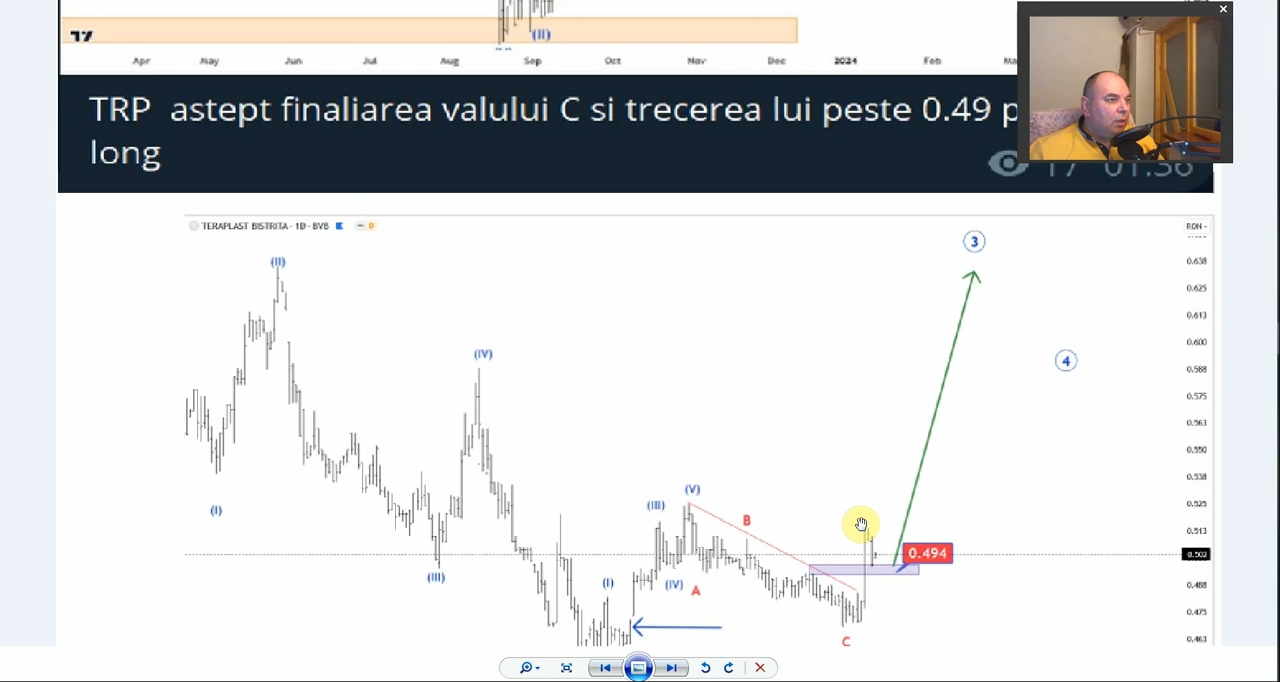 (II)
Apr May Jun Jul Aug Sep Oct Nov Dec 2024 Feb
TRP astept finaliarea valului C si trecerea lui peste 0.49
long
TERAPLAST BISTRITA · 1D · BVB
D
RON
(II)
3
0.638
0.625
0.613
0.600
(IV)
4
0.588
0.575
0.563
0.550
0.538
(V)
(III)
(I)
B
0.525
0.513
0.494
0.502
(III)
(I)
(IV)
A
0.488
0.475
C
0.463